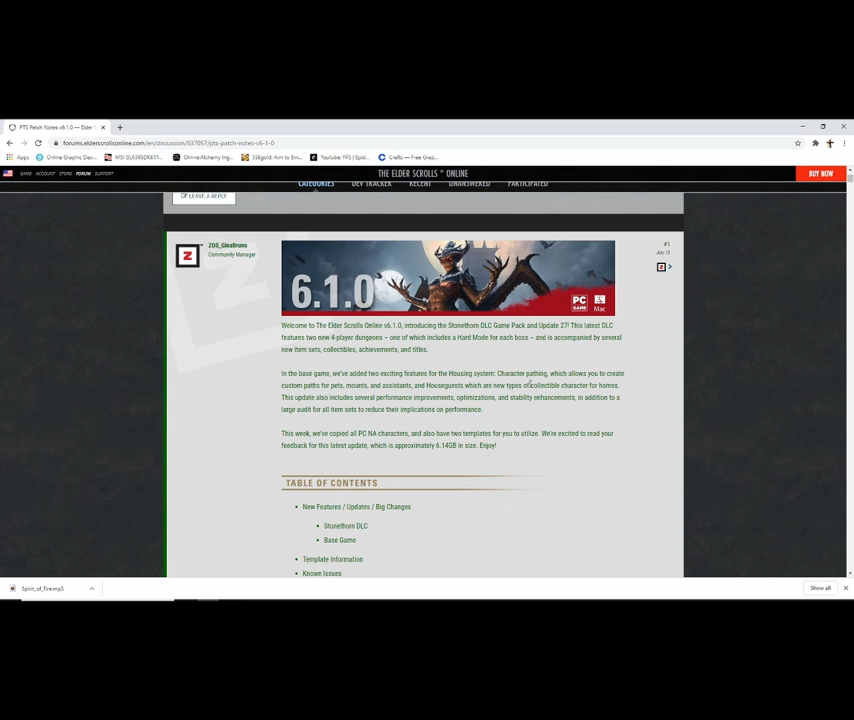 PTS Patch Notes v6.1.0 — Elder S
forums.elderscrollsonline.com/en/discussion/537057/pts-patch-notes-v6-1-0
Apps Online Graphic Desi... MSI GL639SDK611... Online:Alchemy Ing... SSEgold: Aim to Em... Youtube: FPS | Epid... Crello — Free Grap...
GAME ACCOUNT STORE FORUM SUPPORT THE ELDER SCROLLS ONLINE BUY NOW
CATEGORIES DEV TRACKER RECENT UNANSWERED PARTICIPATED
LEAVE A REPLY
ZOS_GinaBruno
Community Manager
#1
July 13
6.1.0
PC GAME Mac
Welcome to The Elder Scrolls Online v6.1.0, introducing the Stonethorn DLC Game Pack and Update 27! This latest DLC
features two new 4-player dungeons – one of which includes a Hard Mode for each boss – and is accompanied by several
new item sets, collectibles, achievements, and titles.
In the base game, we've added two exciting features for the Housing system: Character pathing, which allows you to create
custom paths for pets, mounts, and assistants, and Houseguests which are new types of collectible character for homes.
This update also includes several performance improvements, optimizations, and stability enhancements, in addition to a
large audit for all item sets to reduce their implications on performance.
This week, we've copied all PC NA characters, and also have two templates for you to utilize. We're excited to read your
feedback for this latest update, which is approximately 6.14GB in size. Enjoy!
TABLE OF CONTENTS
• New Features / Updates / Big Changes
• Stonethorn DLC
• Base Game
• Template Information
• Known Issues
Spirit_of_Fire.mp3
Show all